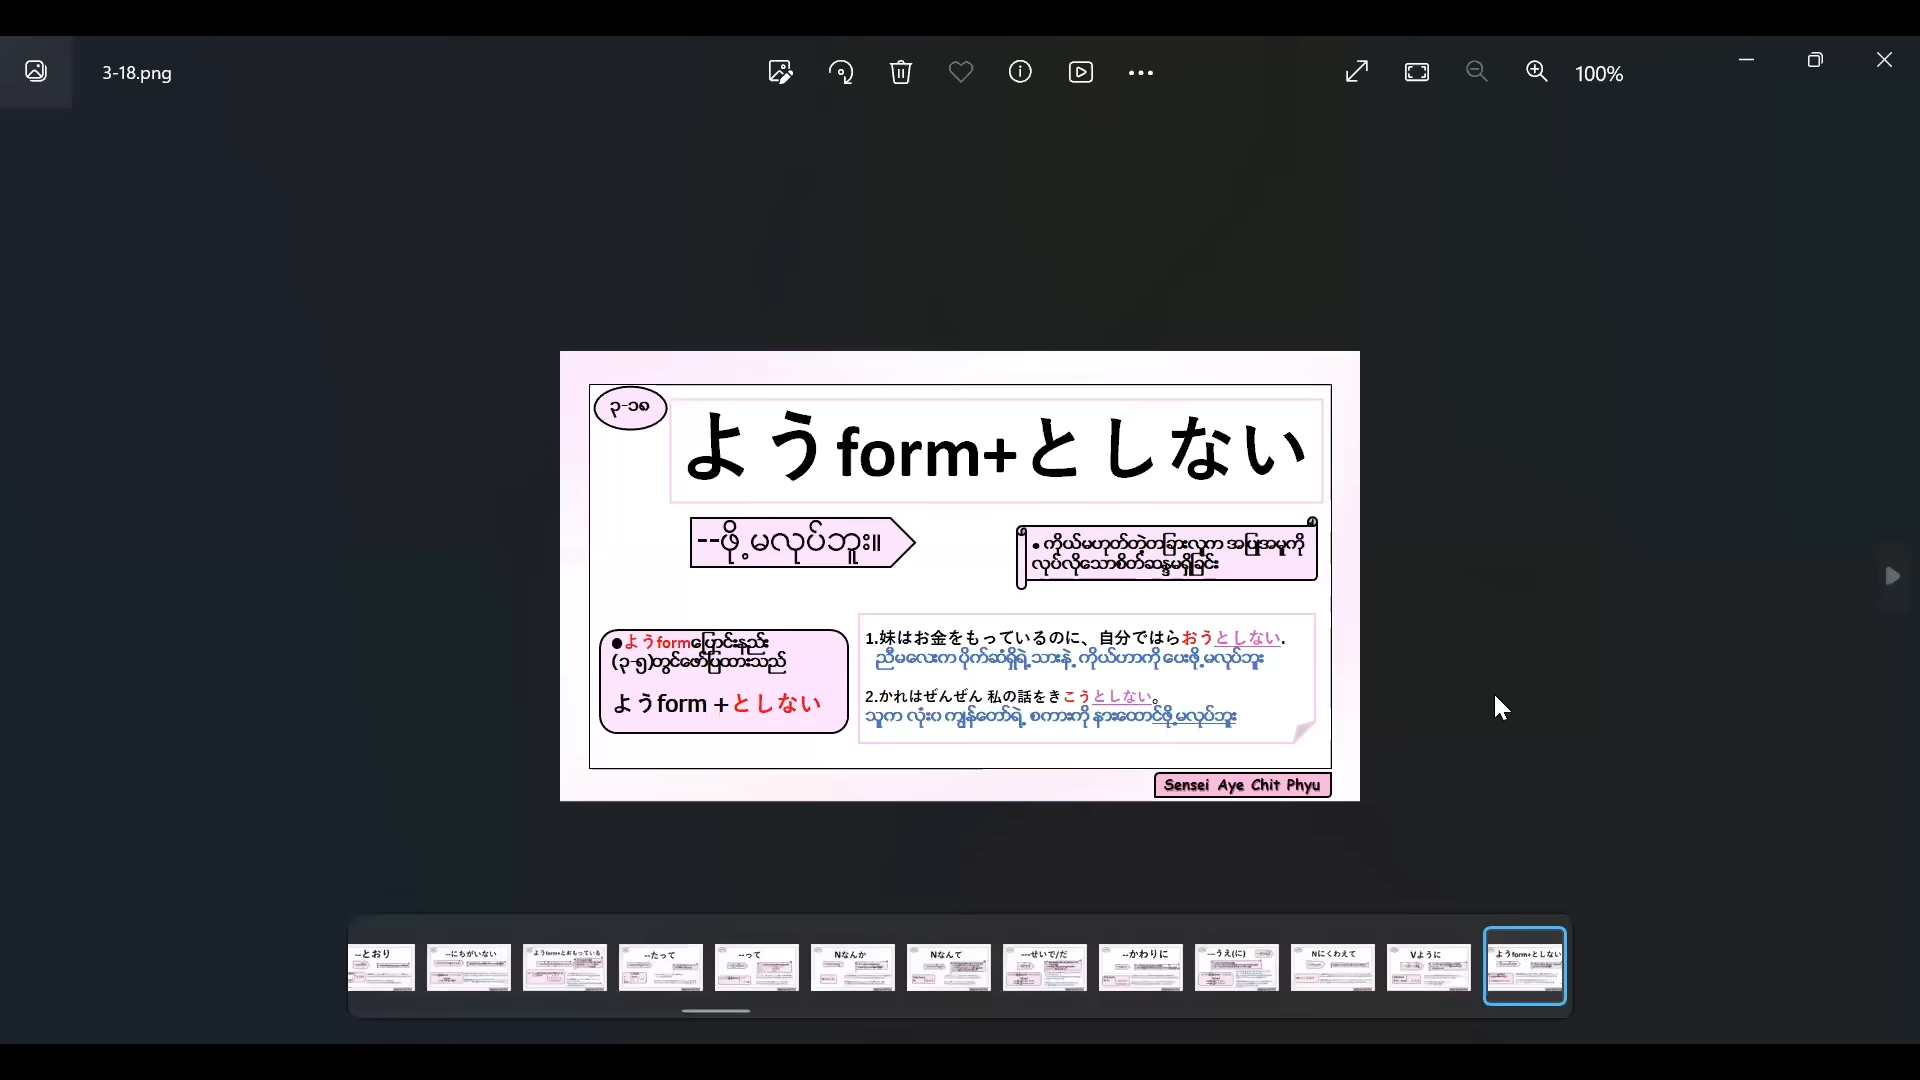 3-18.png
100%
၃-၁၈
ようform+としない
--ဖို့မလုပ်ဘူး။
• ကိုယ်မဟုတ်တဲ့တခြားလူက အပြုအမူကို
လုပ်လိုသောစိတ်ဆန္ဒမရှိခြင်း
●ようformပြောင်းနည်း
(၃-၅)တွင်ဖော်ပြထားသည်
ようform +としない
1.妹はお金をもっているのに、自分ではらおうとしない.
ညီမလေးက ပိုက်ဆံရှိရဲ့သားနဲ့ ကိုယ်ဟာကို ပေးဖို့မလုပ်ဘူး
2.かれはぜんぜん 私の話をきこうとしない。
သူက လုံးဝ ကျွန်တော်ရဲ့ စကားကို နားထောင်ဖို့မလုပ်ဘူး
Sensei Aye Chit Phyu
--とおり
--にちがいない
ようform+とおもっている
--たって
--って
Nなんか
Nなんて
---せいで/だ
--かわりに
---うえ(に)
Nにくわえて
Vように
ようform+としない